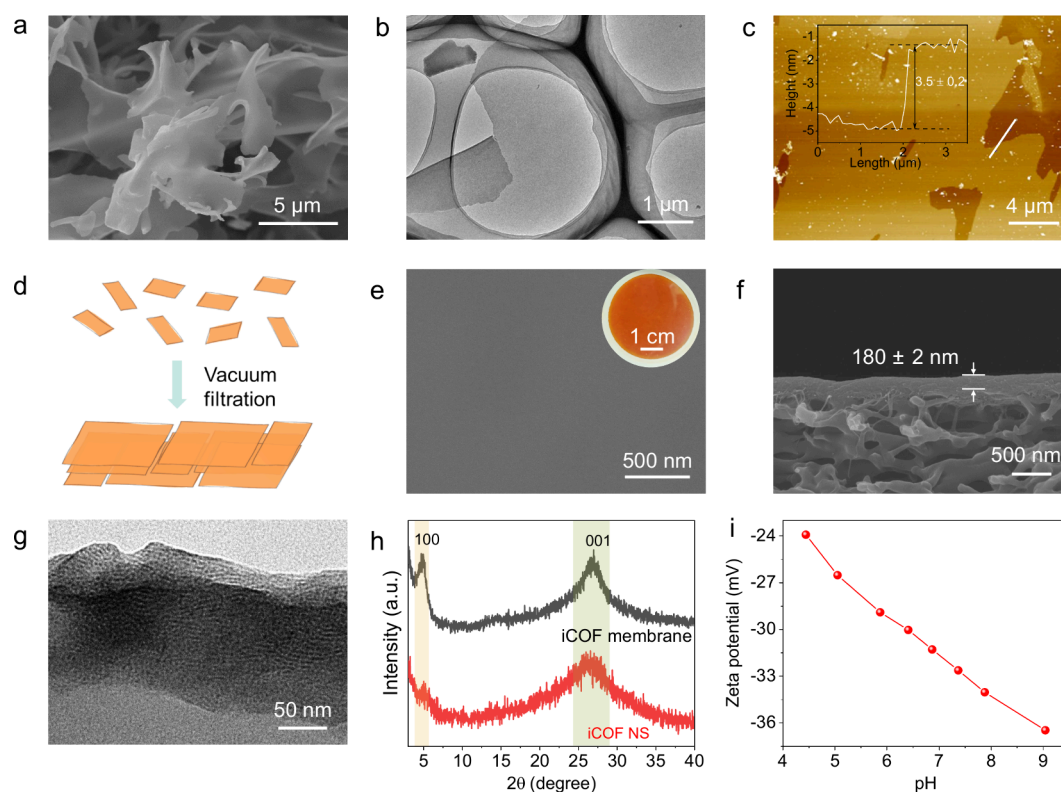 a
5 µm
b
1 µm
c
Height (nm)
-1
-2
-4
-5
3.5 ± 0,2
0
1
2
3
Length (µm)
4 µm
d
Vacuum
filtration
e
1 cm
500 nm
f
180 ± 2 nm
500 nm
g
50 nm
h
Intensity (a.u.)
100
001
iCOF membrane
iCOF NS
5 10 15 20 25 30 35 40
2θ (degree)
i
Zeta potential (mV)
-24
-27
-30
-33
-36
4 5 6 7 8 9
pH